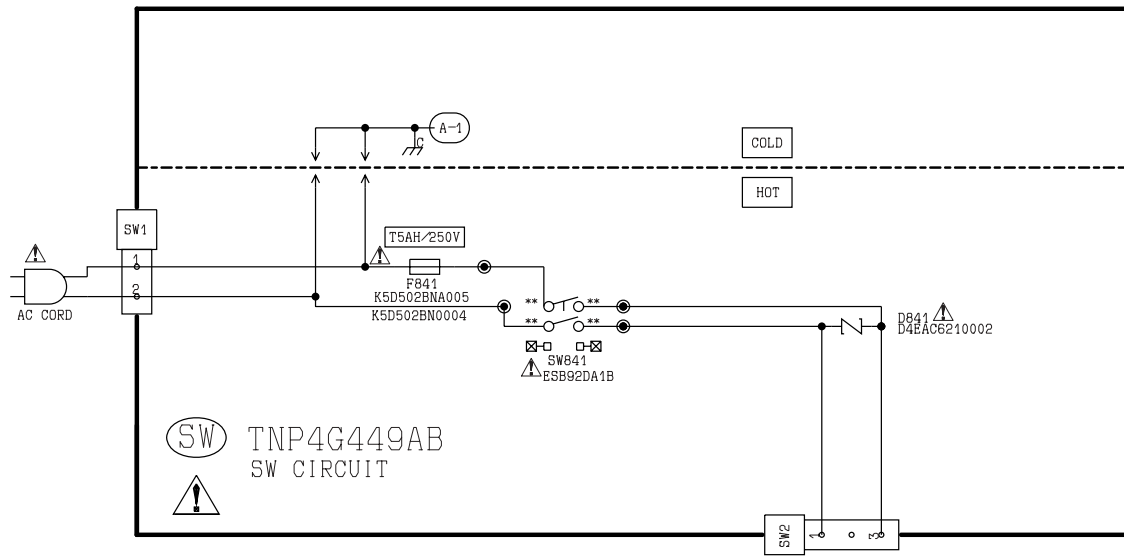 A-1
C
COLD
HOT
SW1
T5AH/250V
1
F841
K5D502BNA005
2
K5D502BN0004
AC CORD
** **
** **
D841
D4EAC6210002
SW841
ESB92DA1B
SW TNP4G449AB
SW CIRCUIT
SW2
1
3